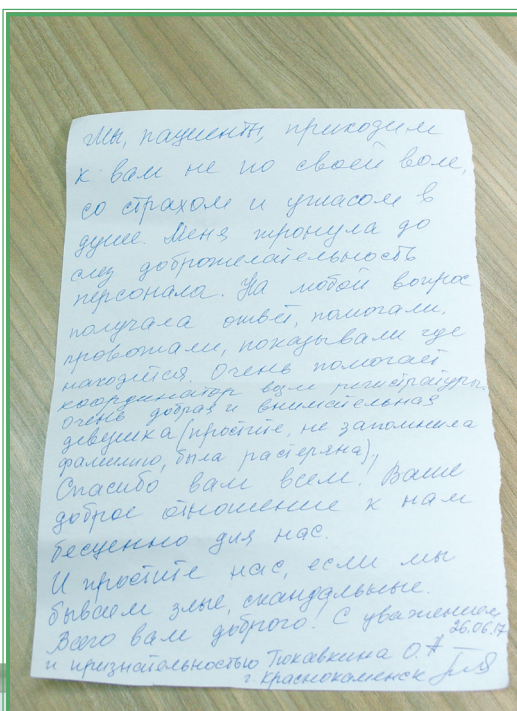 Мы, пациенты, приходим
к вам не по своей воле,
со страхом и ужасом в
душе. Меня тронула до
слез доброжелательность
персонала. На любой вопрос
получала ответ, помогали,
провожали, показывали где
находится. Очень помогает
координатор возле регистратуры,
очень добрая и внимательная
девушка (простите, не запомнила
фамилию, была растеряна),
Спасибо вам всем! Ваше
доброе отношение к нам
бесценно для нас.
И простите нас, если мы
бываем злые, скандальные.
Всего вам доброго! С уважением
26.06.17
и признательностью Тюкавкина О.А
г. Краснокаменск